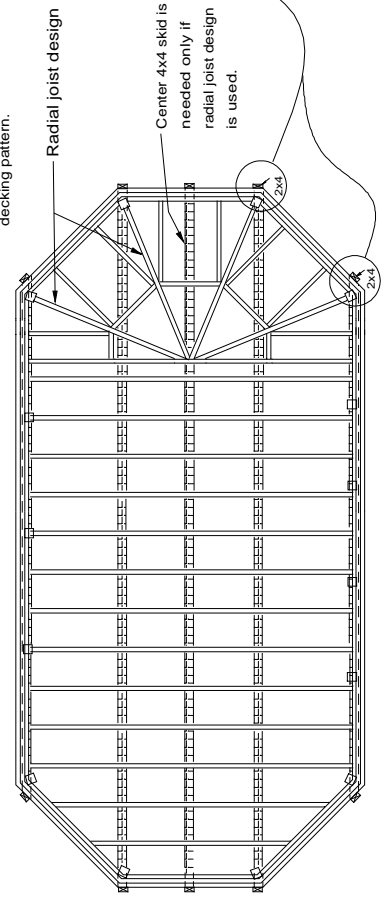 decking pattern.
Radial joist design
Center 4x4 skid is
needed only if
radial joist design
is used.
2x4
2x4